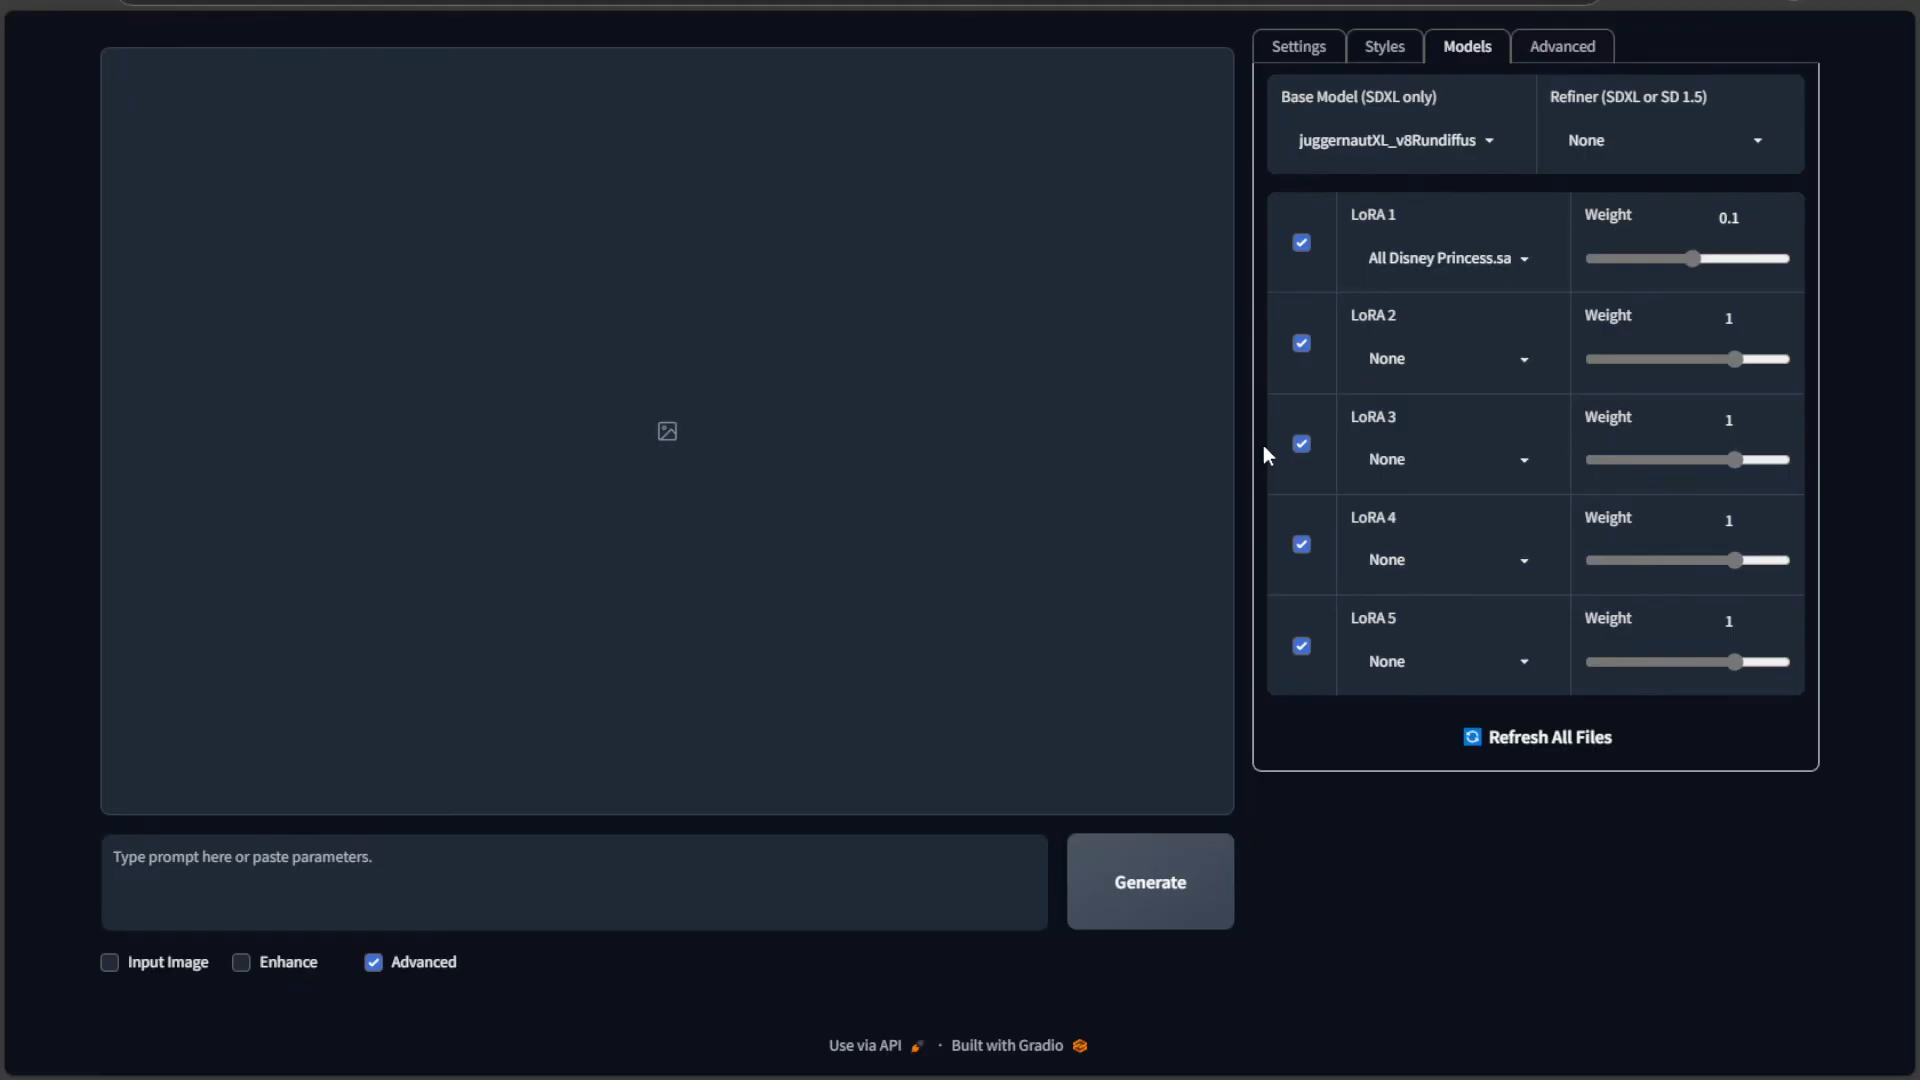 Settings
Styles
Models
Advanced
Base Model (SDXL only)
Refiner (SDXL or SD 1.5)
juggernautXL_v8Rundiffus
None
LoRA 1
Weight
0.1
All Disney Princess.sa
LoRA 2
Weight
1
None
LoRA 3
Weight
1
None
LoRA 4
Weight
1
None
LoRA 5
Weight
1
None
Refresh All Files
Type prompt here or paste parameters.
Generate
Input Image
Enhance
Advanced
Use via API · Built with Gradio